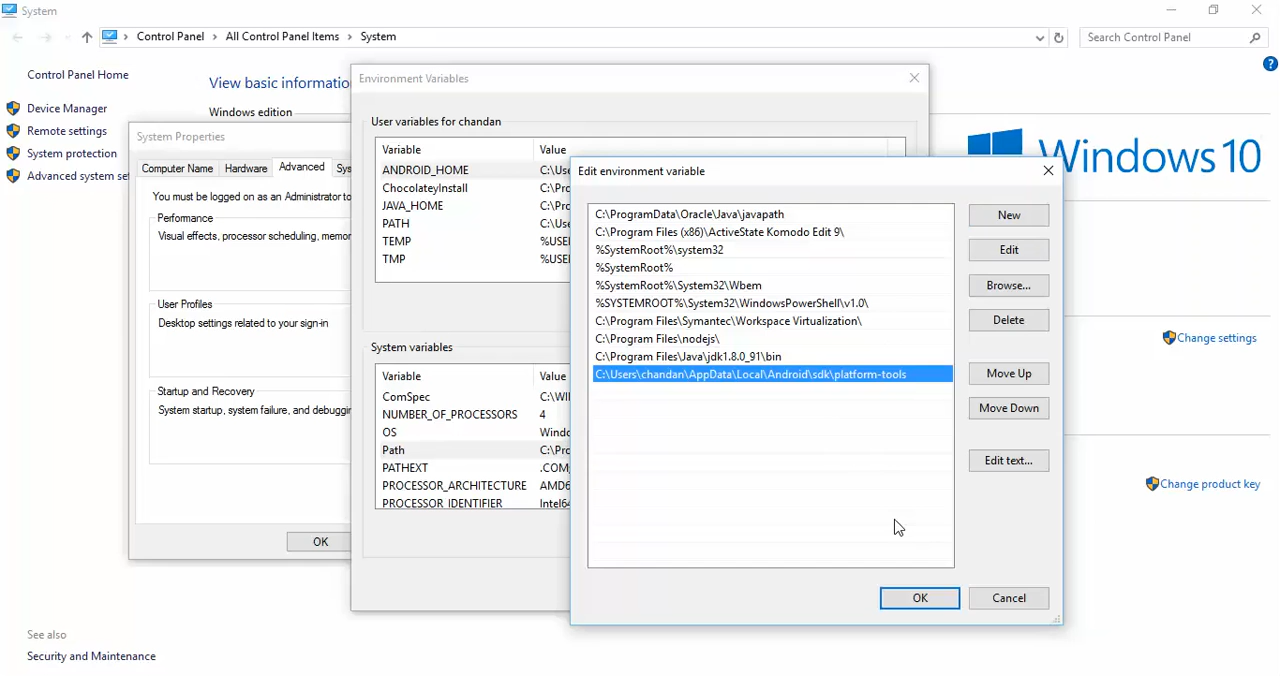 System
Control Panel › All Control Panel Items › System
Search Control Panel
Control Panel Home
Device Manager
Remote settings
System protection
Advanced system set
View basic informatio
Windows edition
Windows 10
Change settings
Change product key
See also
Security and Maintenance
System Properties
Computer Name Hardware Advanced Sys
You must be logged on as an Administrator to
Performance
Visual effects, processor scheduling, memor
User Profiles
Desktop settings related to your sign-in
Startup and Recovery
System startup, system failure, and debuggin
OK
Environment Variables
User variables for chandan
Variable Value
ANDROID_HOME C:\Use
ChocolateyInstall C:\Pro
JAVA_HOME C:\Pro
PATH C:\Use
TEMP %USE
TMP %USE
System variables
Variable Value
ComSpec C:\WI
NUMBER_OF_PROCESSORS 4
OS Windo
Path C:\Pro
PATHEXT .COM
PROCESSOR_ARCHITECTURE AMD6
PROCESSOR_IDENTIFIER Intel64
Edit environment variable
C:\ProgramData\Oracle\Java\javapath
C:\Program Files (x86)\ActiveState Komodo Edit 9\
%SystemRoot%\system32
%SystemRoot%
%SystemRoot%\System32\Wbem
%SYSTEMROOT%\System32\WindowsPowerShell\v1.0\
C:\Program Files\Symantec\Workspace Virtualization\
C:\Program Files\nodejs\
C:\Program Files\Java\jdk1.8.0_91\bin
C:\Users\chandan\AppData\Local\Android\sdk\platform-tools
New
Edit
Browse...
Delete
Move Up
Move Down
Edit text...
OK
Cancel